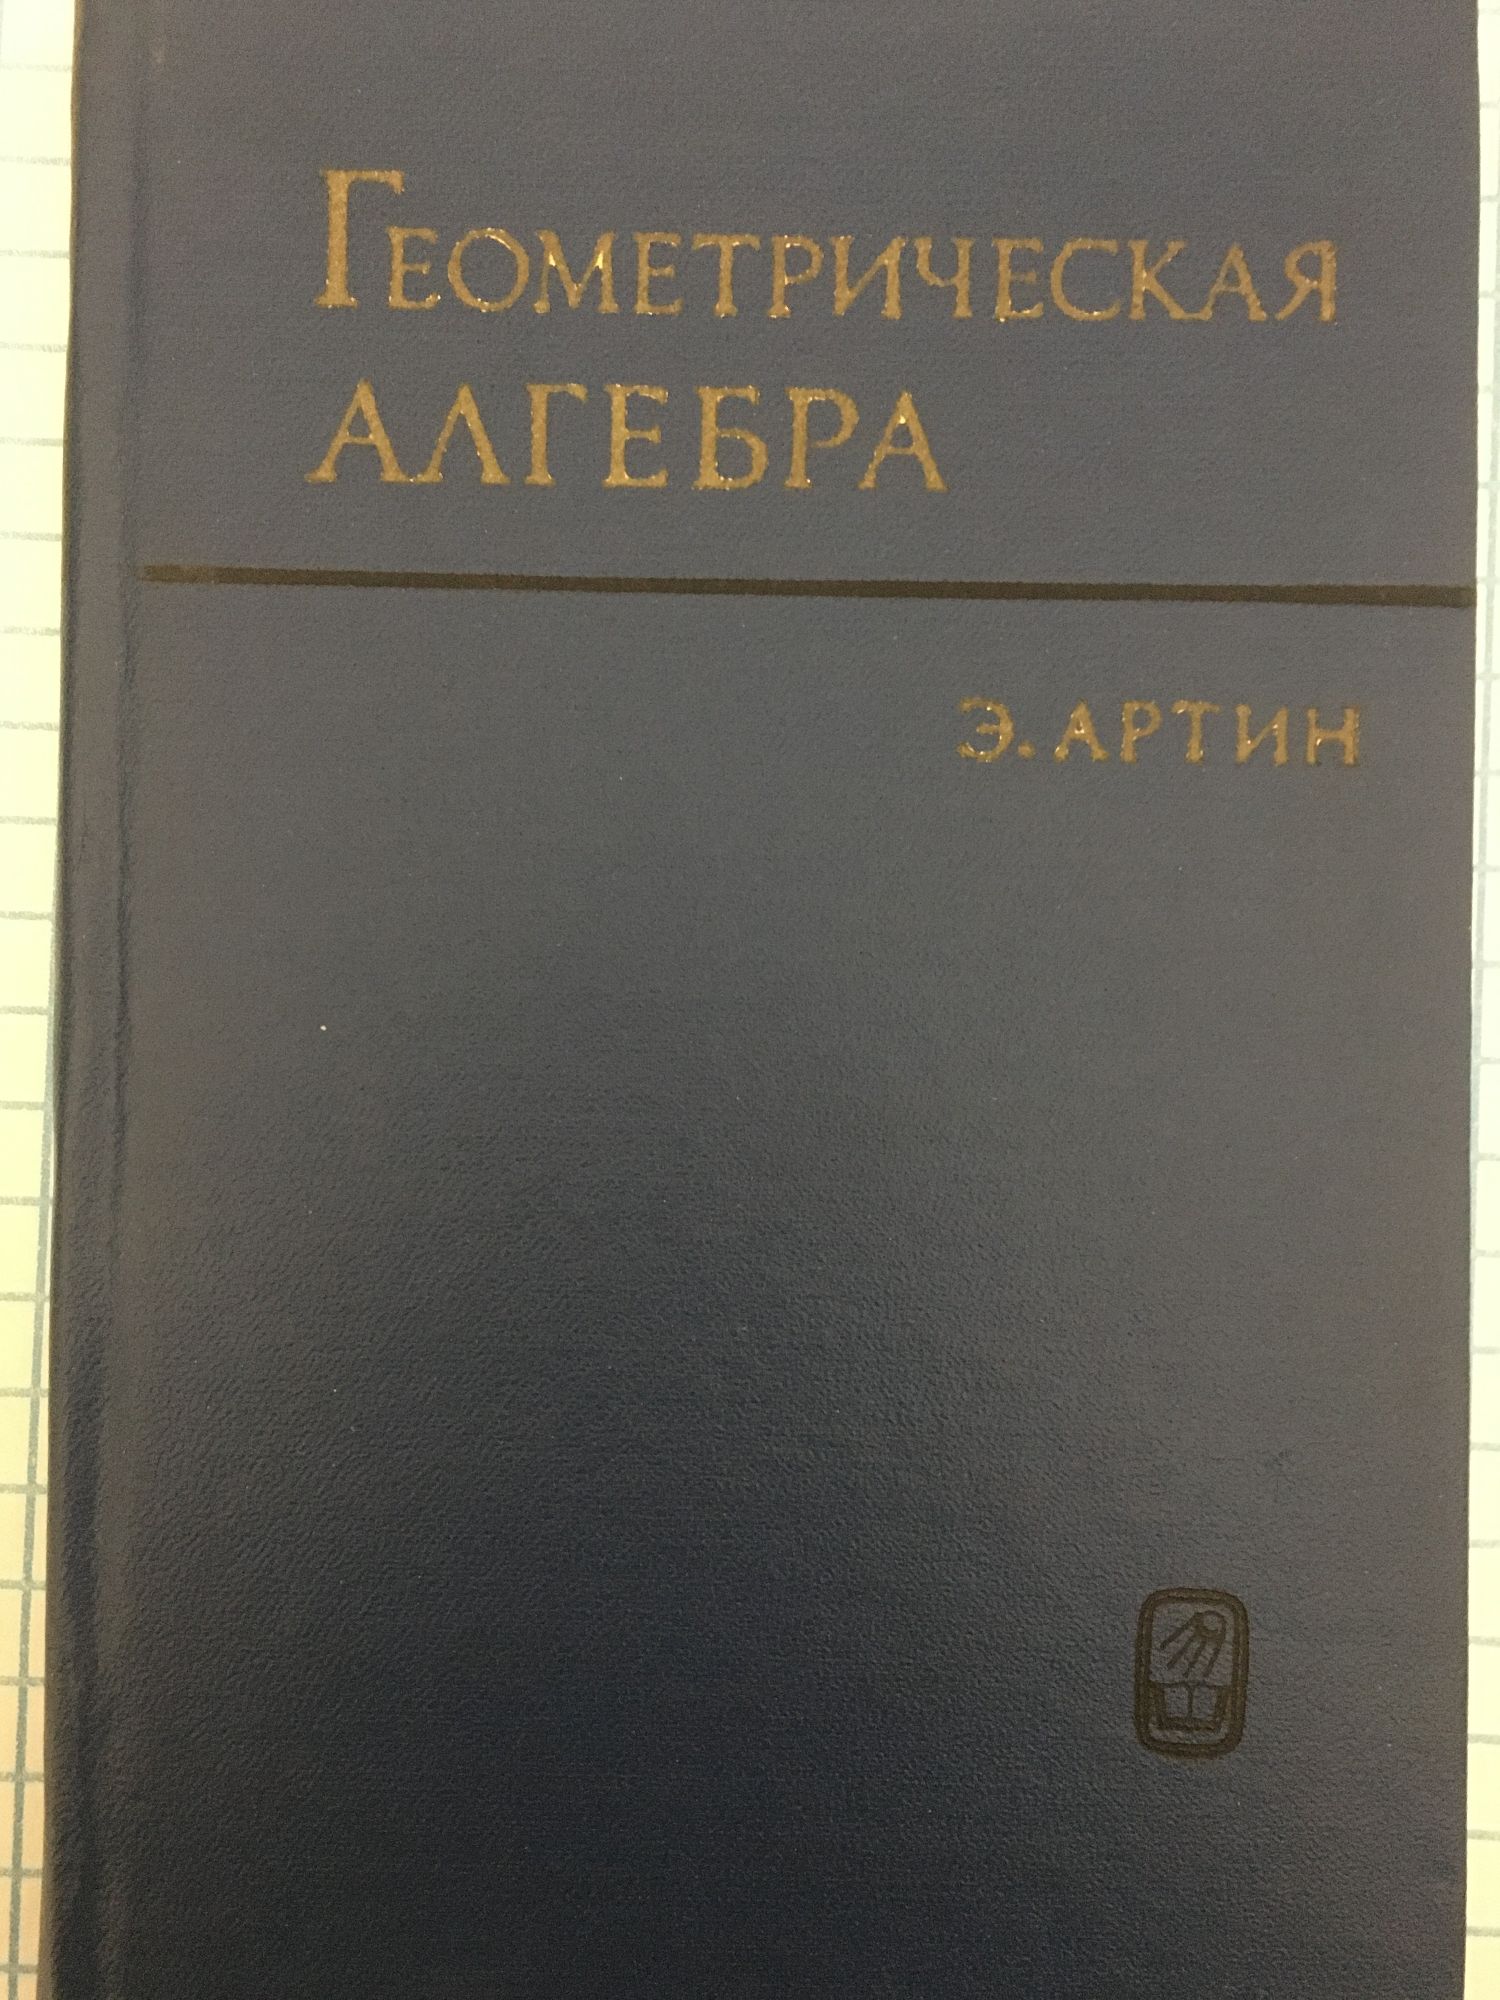 Геометрическая
алгебра
Э. Артин